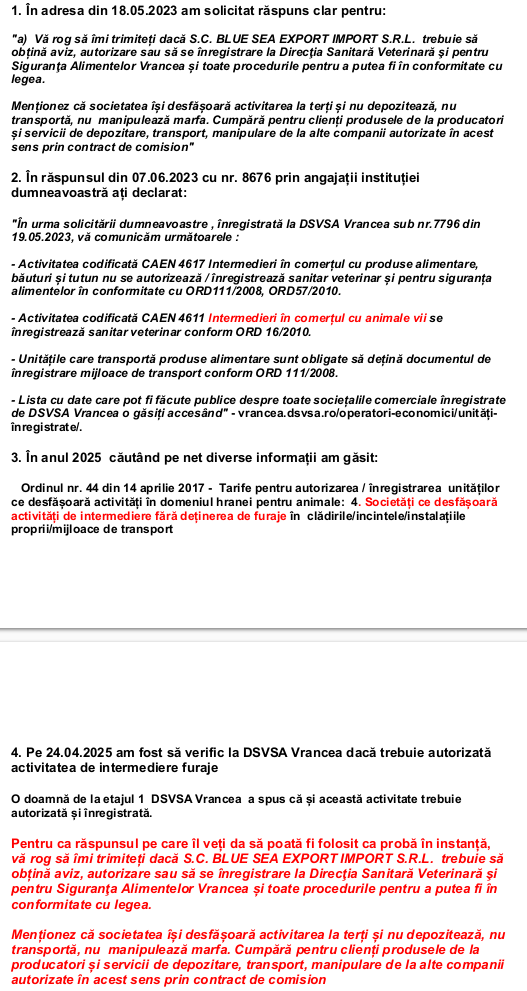 1. În adresa din 18.05.2023 am solicitat răspuns clar pentru:
"a)  Vă rog să îmi trimiteți dacă S.C. BLUE SEA EXPORT IMPORT S.R.L.  trebuie să
obțină aviz, autorizare sau să se înregistrare la Direcția Sanitară Veterinară și pentru
Siguranța Alimentelor Vrancea și toate procedurile pentru a putea fi în conformitate cu
legea.
Menționez că societatea își desfășoară activitarea la terți și nu depozitează, nu
transportă, nu  manipulează marfa. Cumpără pentru clienți produsele de la producatori
și servicii de depozitare, transport, manipulare de la alte companii autorizate în acest
sens prin contract de comision"
2. În răspunsul din 07.06.2023 cu nr. 8676 prin angajații instituției
dumneavoastră ați declarat:
"În urma solicitării dumneavoastre , înregistrată la DSVSA Vrancea sub nr.7796 din
19.05.2023, vă comunicăm următoarele :
- Activitatea codificată CAEN 4617 Intermedieri în comerțul cu produse alimentare,
băuturi și tutun nu se autorizează / înregistrează sanitar veterinar și pentru siguranța
alimentelor în conformitate cu ORD111/2008, ORD57/2010.
- Activitatea codificată CAEN 4611 Intermedieri în comerțul cu animale vii se
înregistrează sanitar veterinar conform ORD 16/2010.
- Unitățile care transportă produse alimentare sunt obligate să dețină documentul de
înregistrare mijloace de transport conform ORD 111/2008.
- Lista cu date care pot fi făcute publice despre toate societățile comerciale înregistrate
de DSVSA Vrancea o găsiți accesând" - vrancea.dsvsa.ro/operatori-economici/unități-
înregistrate/.
3. În anul 2025  căutând pe net diverse informații am găsit:
Ordinul nr. 44 din 14 aprilie 2017 -  Tarife pentru autorizarea / înregistrarea  unităților
ce desfășoară activități în domeniul hranei pentru animale:  4. Societăți ce desfășoară
activități de intermediere fără deținerea de furaje în  clădirile/incintele/instalațiile
proprii/mijloace de transport
4. Pe 24.04.2025 am fost să verific la DSVSA Vrancea dacă trebuie autorizată
activitatea de intermediere furaje
O doamnă de la etajul 1  DSVSA Vrancea  a spus că și această activitate trebuie
autorizată și înregistrată.
Pentru ca răspunsul pe care îl veți da să poată fi folosit ca probă în instanță,
vă rog să îmi trimiteți dacă S.C. BLUE SEA EXPORT IMPORT S.R.L.  trebuie să
obțină aviz, autorizare sau să se înregistrare la Direcția Sanitară Veterinară și
pentru Siguranța Alimentelor Vrancea și toate procedurile pentru a putea fi în
conformitate cu legea.
Menționez că societatea își desfășoară activitarea la terți și nu depozitează, nu
transportă, nu  manipulează marfa. Cumpără pentru clienți produsele de la
producatori și servicii de depozitare, transport, manipulare de la alte companii
autorizate în acest sens prin contract de comision